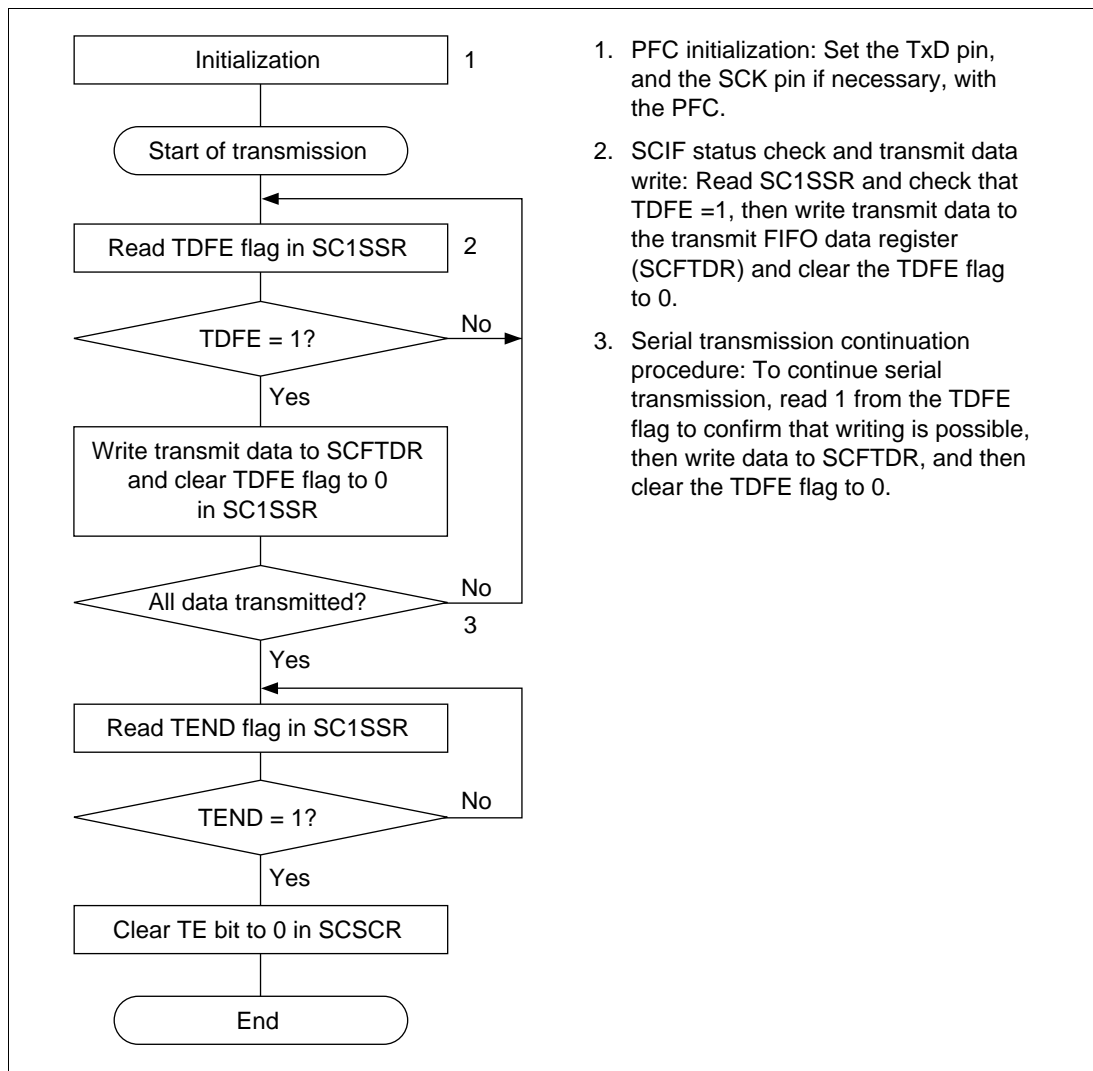 Initialization
1
Start of transmission
Read TDFE flag in SC1SSR
2
TDFE = 1?
No
Yes
Write transmit data to SCFTDR
and clear TDFE flag to 0
in SC1SSR
All data transmitted?
No
3
Yes
Read TEND flag in SC1SSR
TEND = 1?
No
Yes
Clear TE bit to 0 in SCSCR
End
1. PFC initialization: Set the TxD pin,
and the SCK pin if necessary, with
the PFC.
2. SCIF status check and transmit data
write: Read SC1SSR and check that
TDFE =1, then write transmit data to
the transmit FIFO data register
(SCFTDR) and clear the TDFE flag
to 0.
3. Serial transmission continuation
procedure: To continue serial
transmission, read 1 from the TDFE
flag to confirm that writing is possible,
then write data to SCFTDR, and then
clear the TDFE flag to 0.